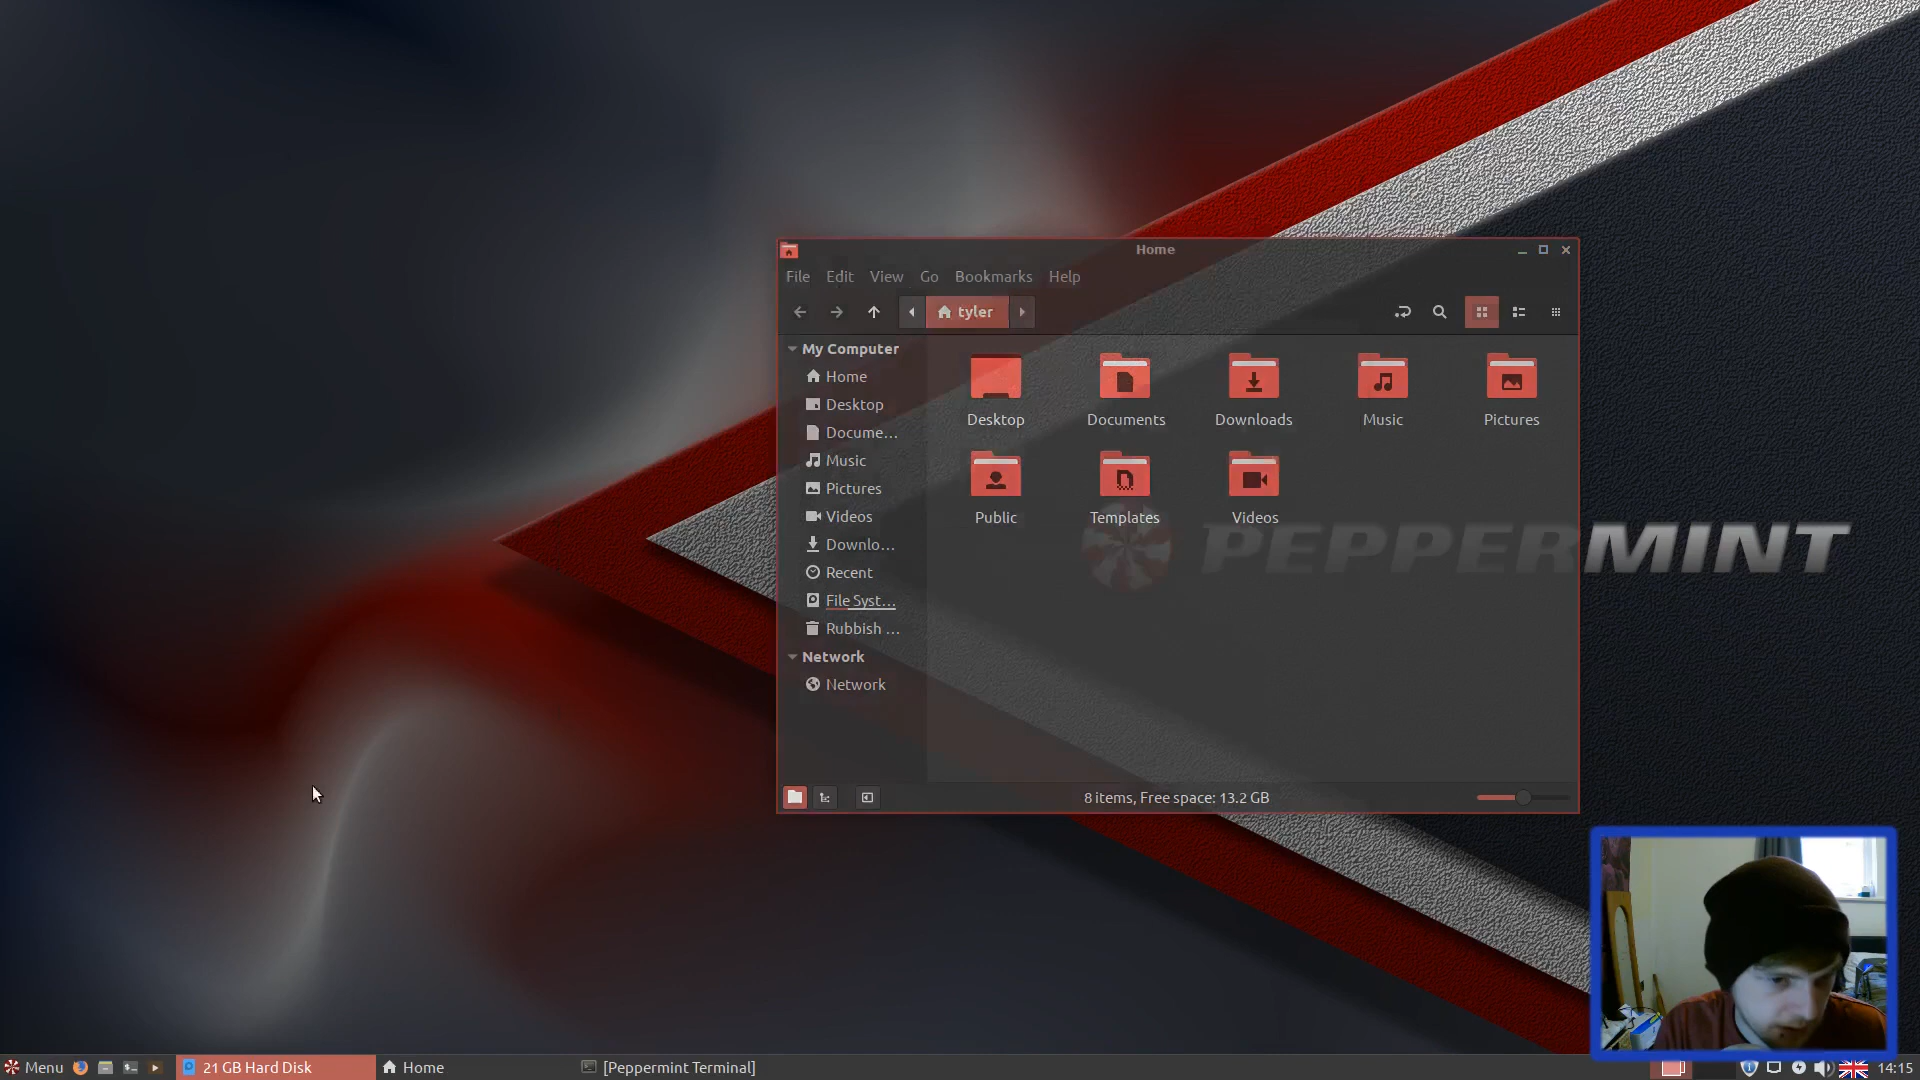 Home
File Edit View Go Bookmarks Help
tyler
My Computer
Home
Desktop
Docume...
Music
Pictures
Videos
Downlo...
Recent
File Syst...
Rubbish ...
Network
Network
Desktop Documents Downloads Music Pictures
Public Templates Videos
PEPPERMINT
8 items, Free space: 13.2 GB
Menu 21 GB Hard Disk Home [Peppermint Terminal] 14:15